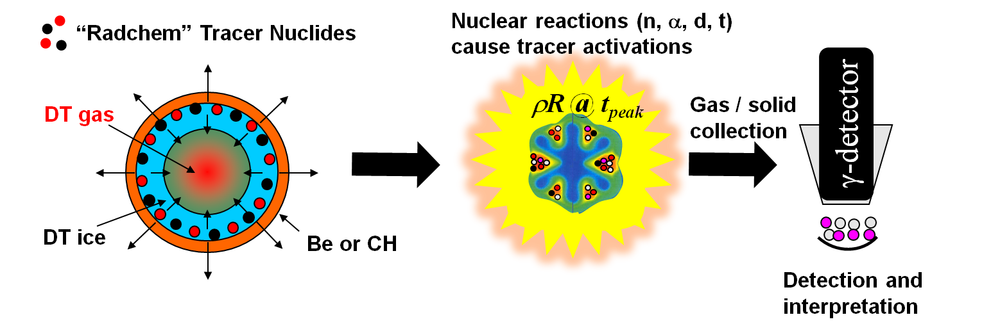 “Radchem” Tracer Nuclides
DT gas
DT ice
Be or CH
Nuclear reactions (n, α, d, t)
cause tracer activations
ρR @ tpeak
Gas / solid
collection
γ-detector
Detection and
interpretation